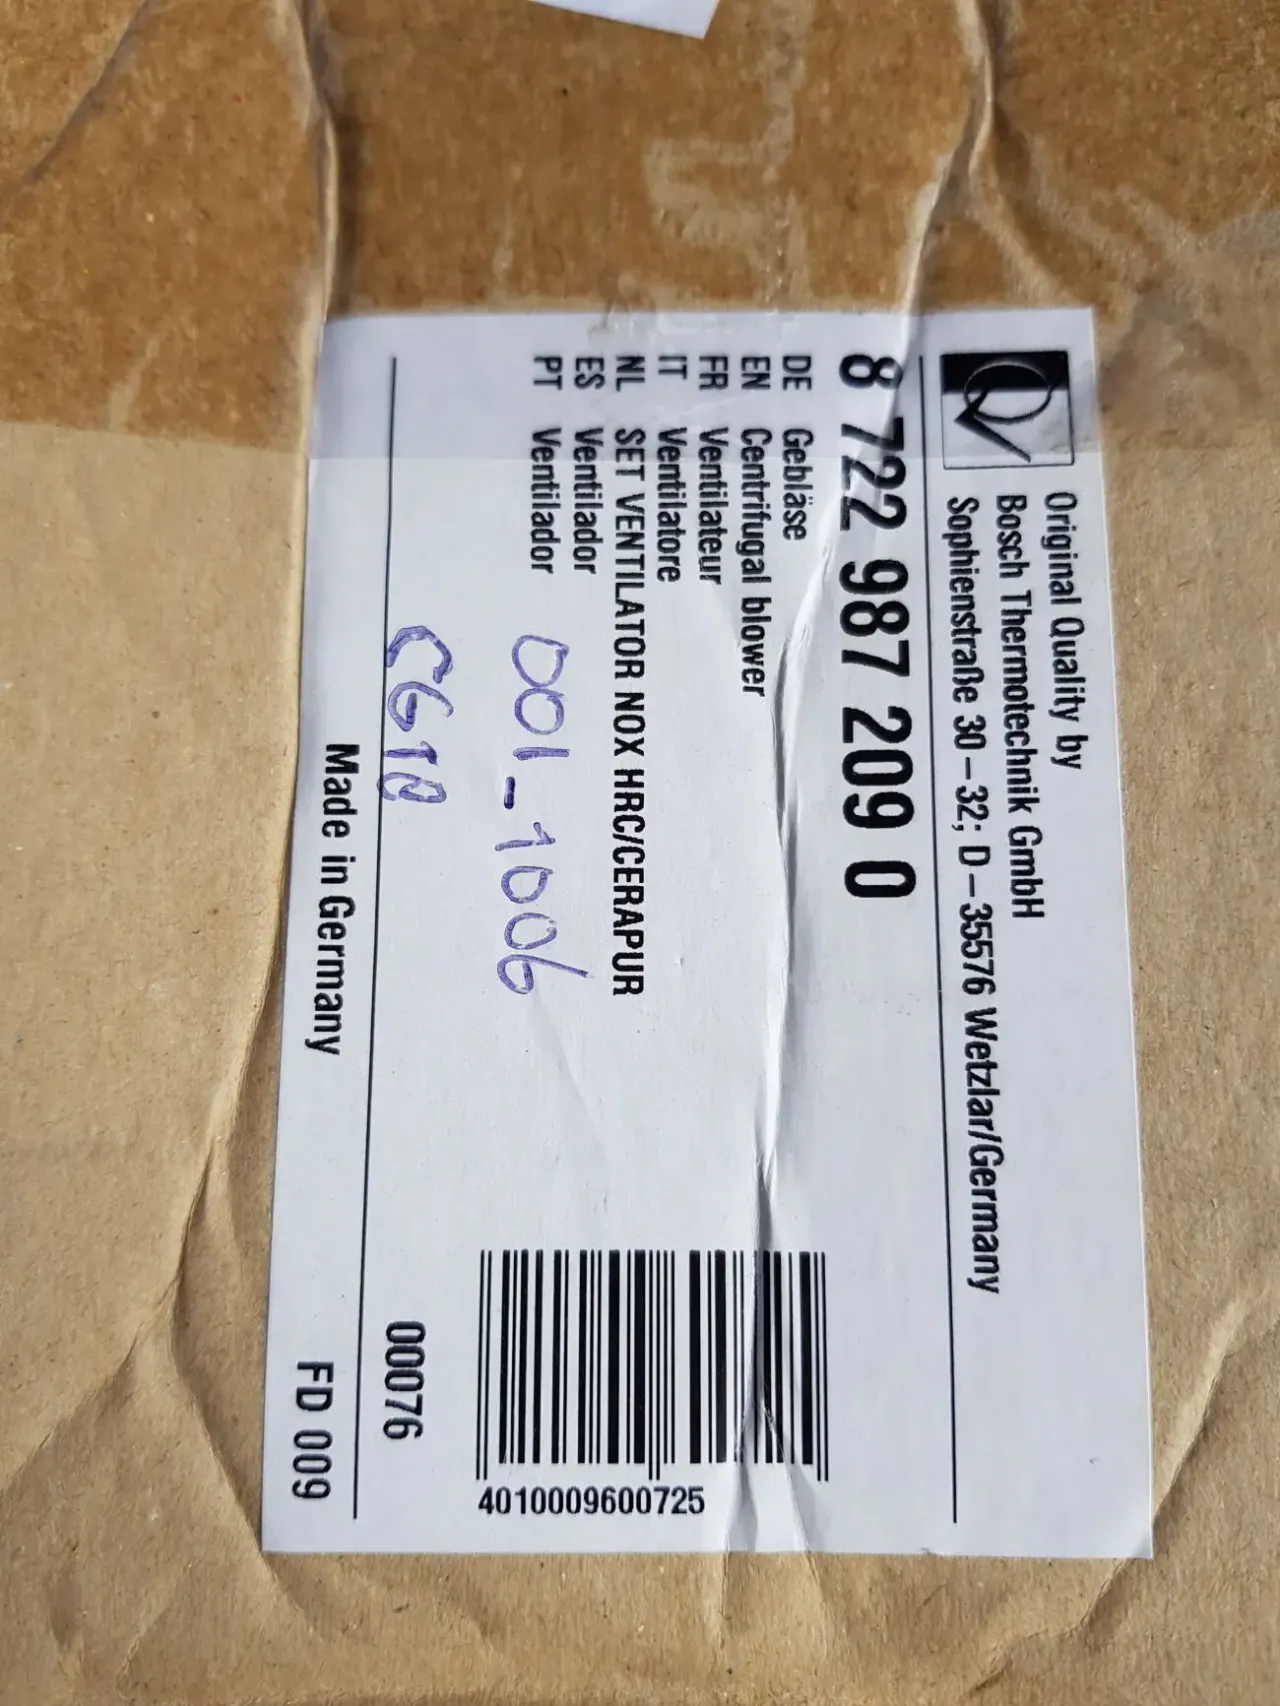 Original Quality by
Bosch Thermotechnik GmbH
Sophienstraße 30 – 32; D – 35576 Wetzlar/Germany
8 722 987 209 0
DE Gebläse
EN Centrifugal blower
FR Ventilateur
IT Ventilatore
NL SET VENTILATOR NOX HRC/CERAPUR
ES Ventilador
PT Ventilador
001-1006
4010009600725
00076
Made in Germany
FD 009